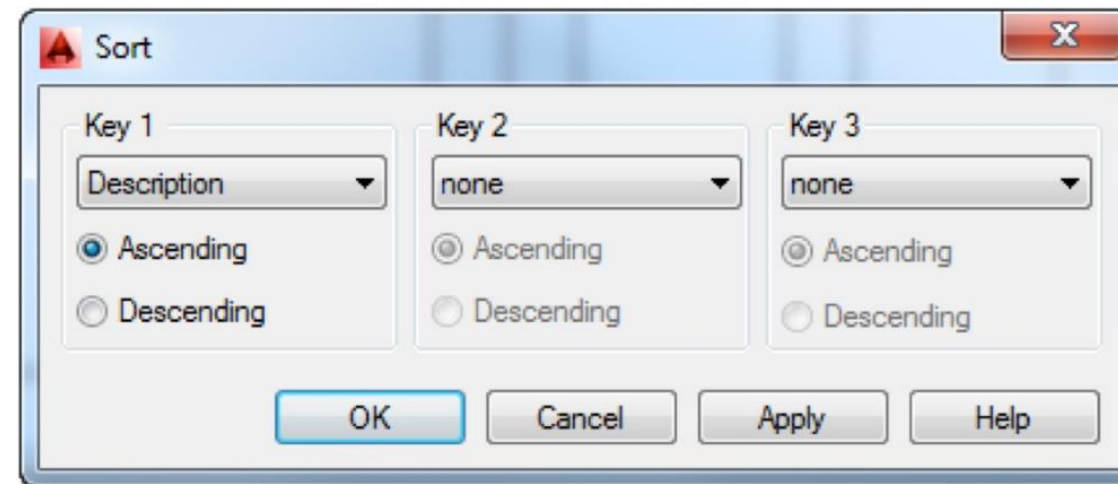 Sort
Key 1
Key 2
Key 3
Description
none
none
Ascending
Ascending
Ascending
Descending
Descending
Descending
OK
Cancel
Apply
Help